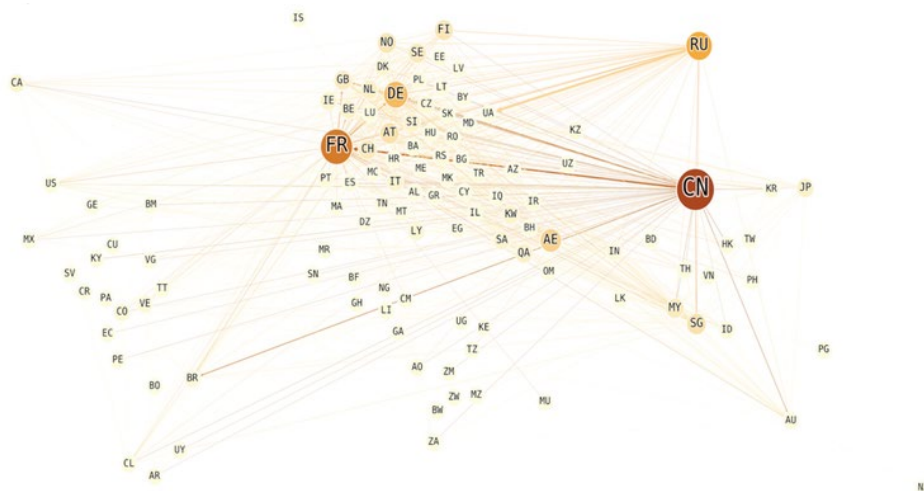 IS
FI
NO
RU
SE
EE
DK
LV
CA
GB
PL
NL
LT
DE
BY
IE
CZ
BE
LU
SK
UA
SI
MD
KZ
AT
HU
RO
FR
CH
BA
HR
RS
BG
UZ
MC
ME
TR
AZ
PT
ES
IT
MK
US
CN
KR
JP
AL
GR
CY
IQ
IR
GE
BM
MA
TN
MT
IL
KW
DZ
EG
BH
LY
MX
CU
SA
AE
BD
TW
HK
MR
QA
IN
KY
VG
SV
SN
BF
OM
TH
VN
PH
CR
PA
TT
NG
CO
VE
GH
CM
LI
LK
MY
EC
GA
UG
KE
SG
ID
PE
TZ
PG
BR
BO
AO
ZM
ZW
MZ
MU
BW
AU
ZA
UY
CL
AR